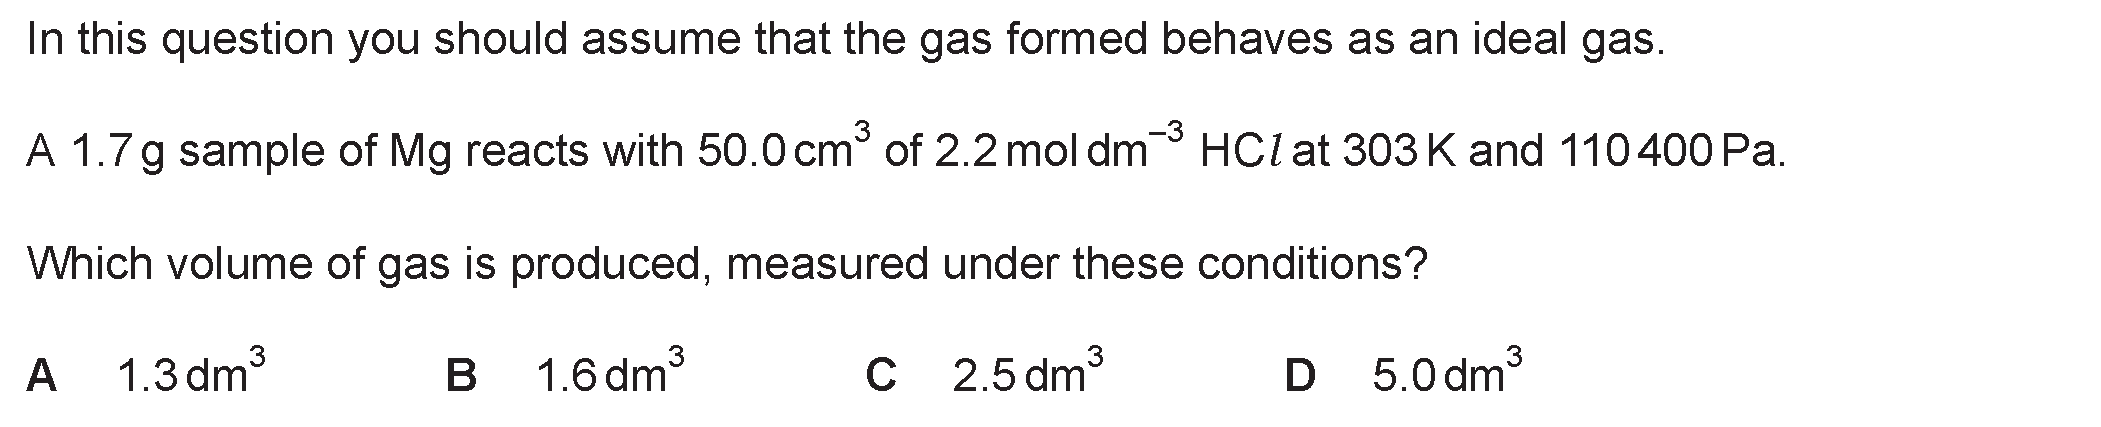 In this question you should assume that the gas formed behaves as an ideal gas.
A 1.7 g sample of Mg reacts with 50.0 cm³ of 2.2 mol dm⁻³ HCl at 303 K and 110 400 Pa.
Which volume of gas is produced, measured under these conditions?
A 1.3 dm³ B 1.6 dm³ C 2.5 dm³ D 5.0 dm³